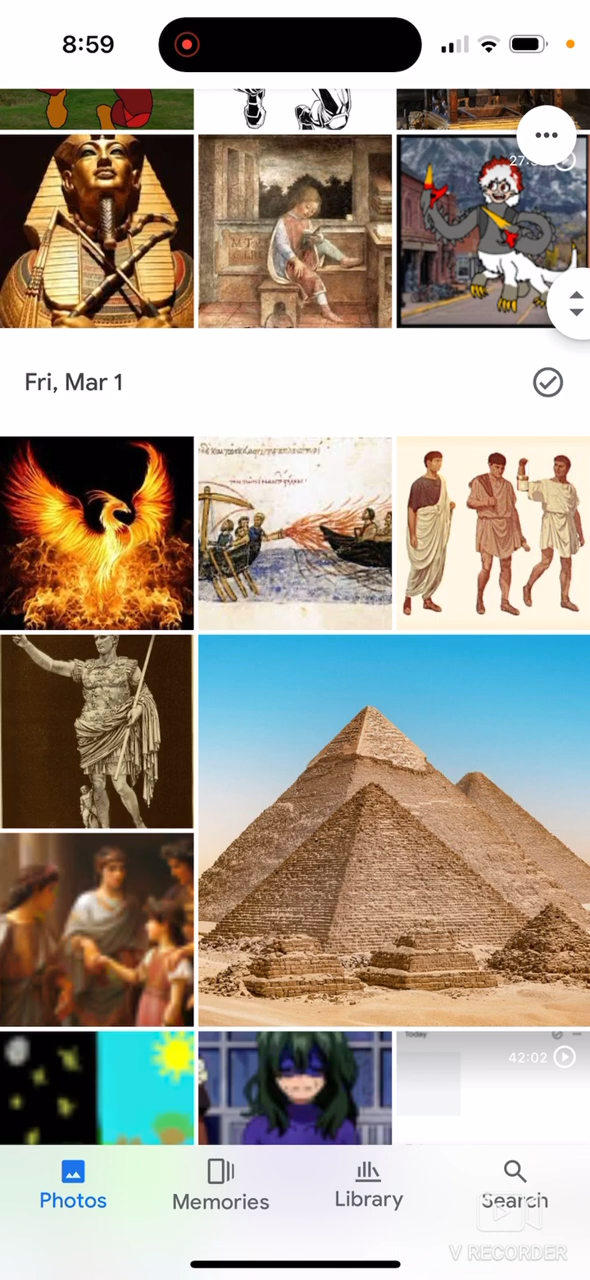 8:59
Fri, Mar 1
Today
42:02
Photos
Memories
Library
Search
V RECORDER